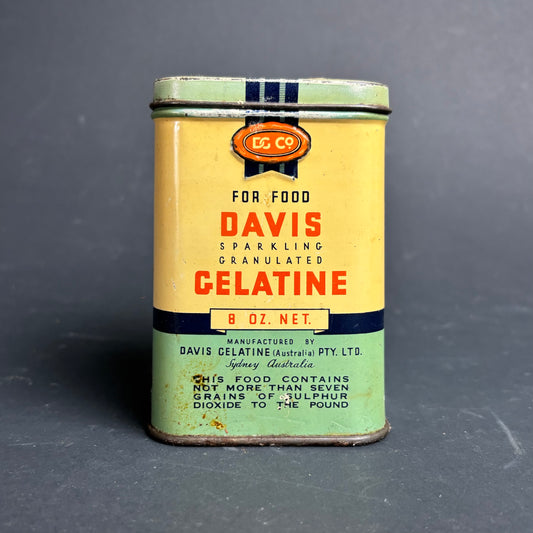 DG Co.
FOR FOOD
DAVIS
SPARKLING
GRANULATED
GELATINE
8 OZ. NET.
MANUFACTURED BY
DAVIS GELATINE (Australia) PTY. LTD.
Sydney Australia
THIS FOOD CONTAINS
NOT MORE THAN SEVEN
GRAINS OF SULPHUR
DIOXIDE TO THE POUND